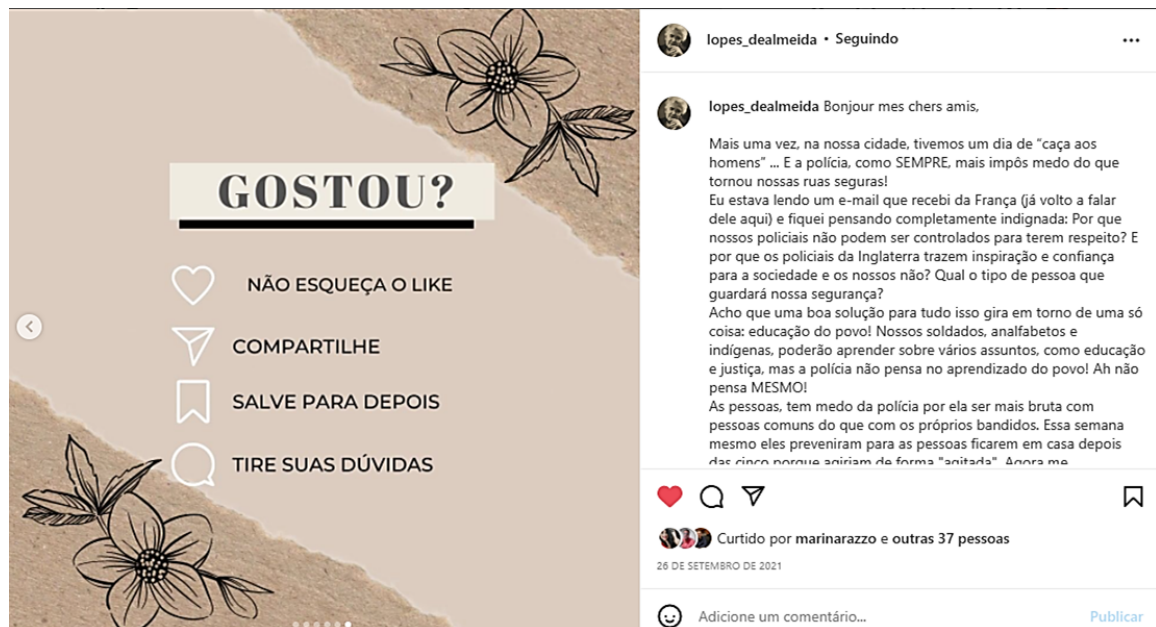 GOSTOU?
NÃO ESQUEÇA O LIKE
COMPARTILHE
SALVE PARA DEPOIS
TIRE SUAS DÚVIDAS
lopes_dealmeida • Seguindo
lopes_dealmeida Bonjour mes chers amis,
Mais uma vez, na nossa cidade, tivemos um dia de “caça aos
homens” ... E a polícia, como SEMPRE, mais impôs medo do que
tornou nossas ruas seguras!
Eu estava lendo um e-mail que recebi da França (já volto a falar
dele aqui) e fiquei pensando completamente indignada: Por que
nossos policiais não podem ser controlados para terem respeito? E
por que os policiais da Inglaterra trazem inspiração e confiança
para a sociedade e os nossos não? Qual o tipo de pessoa que
guardará nossa segurança?
Acho que uma boa solução para tudo isso gira em torno de uma só
coisa: educação do povo! Nossos soldados, analfabetos e
indígenas, poderão aprender sobre vários assuntos, como educação
e justiça, mas a polícia não pensa no aprendizado do povo! Ah não
pensa MESMO!
As pessoas, tem medo da polícia por ela ser mais bruta com
pessoas comuns do que com os próprios bandidos. Essa semana
mesmo eles preveniram para as pessoas ficarem em casa depois
das cinco porque agiriam de forma "agitada". Agora me
Curtido por marinarazzo e outras 37 pessoas
26 DE SETEMBRO DE 2021
Adicione um comentário... Publicar